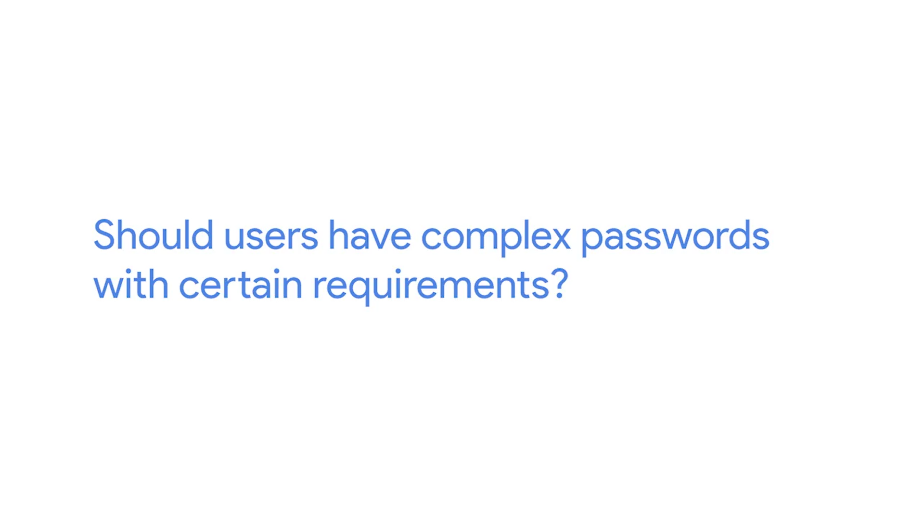 Should users have complex passwords
with certain requirements?